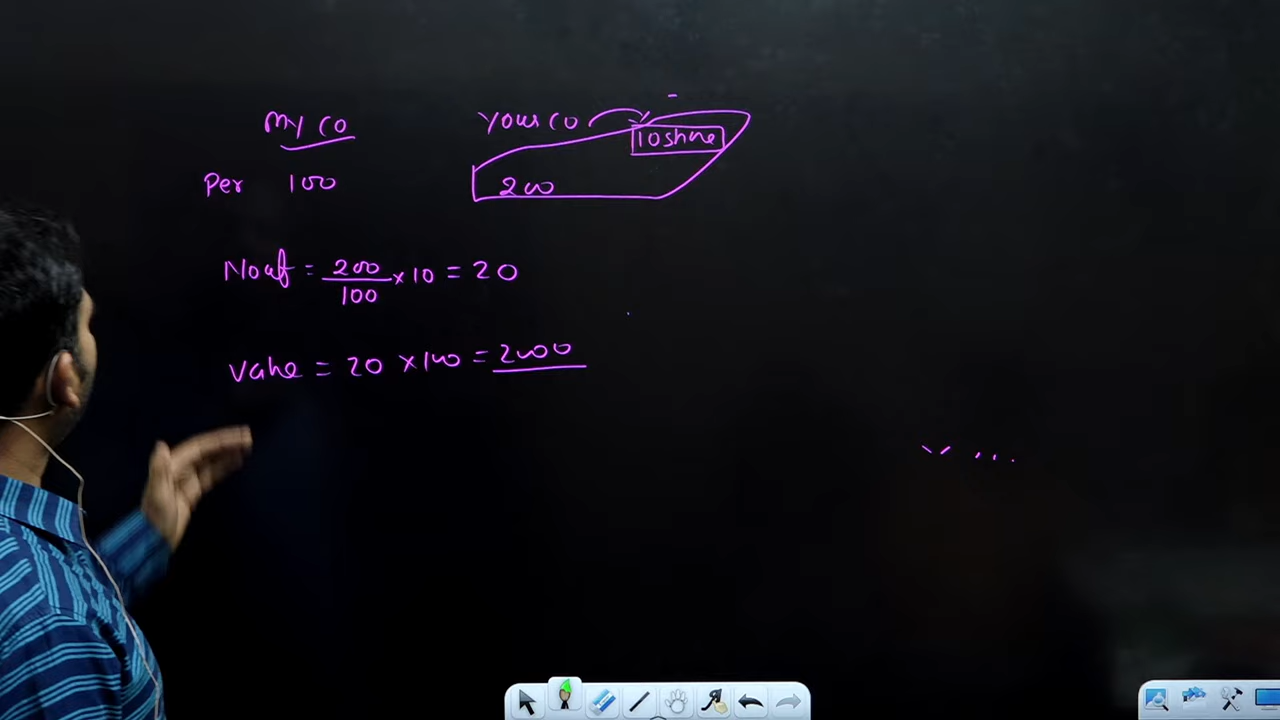 My Co Your Co
10 share
Per 100 200
No of = 200/100 × 10 = 20
Value = 20 × 100 = 2000